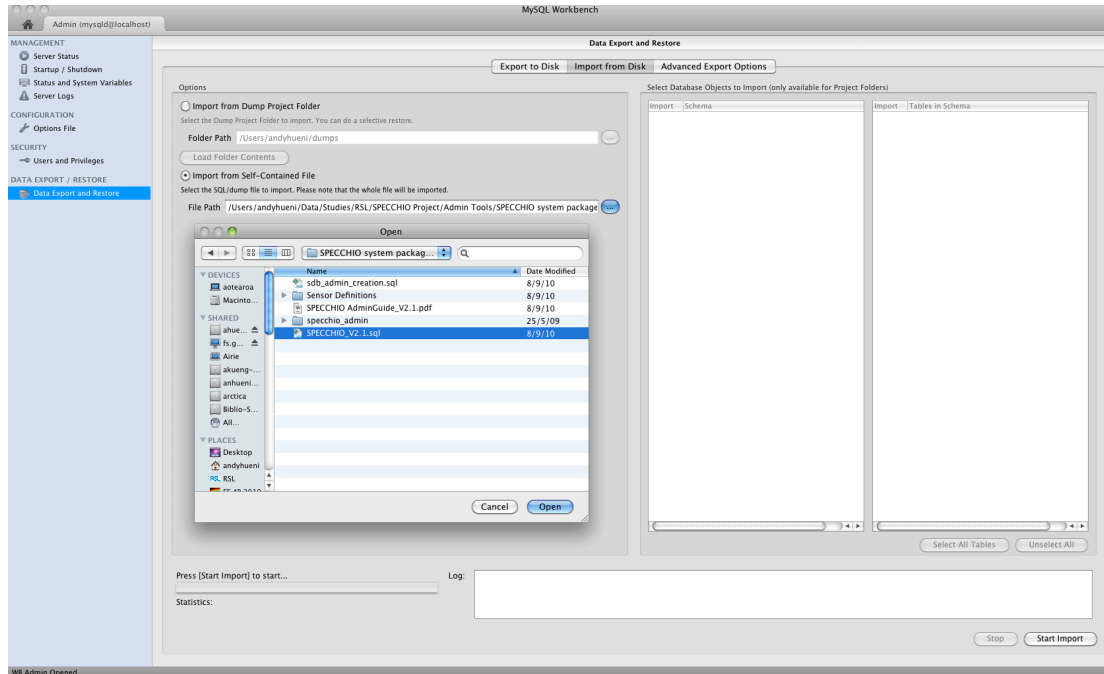 MySQL Workbench
Admin (mysqld@localhost)
MANAGEMENT
Server Status
Startup / Shutdown
Status and System Variables
Server Logs
CONFIGURATION
Options File
SECURITY
Users and Privileges
DATA EXPORT / RESTORE
Data Export and Restore
Data Export and Restore
Export to Disk Import from Disk Advanced Export Options
Options
Import from Dump Project Folder
Select the Dump Project Folder to import. You can do a selective restore.
Folder Path /Users/andyhueni/dumps ...
Load Folder Contents
Import from Self-Contained File
Select the SQL/dump file to import. Please note that the whole file will be imported.
File Path /Users/andyhueni/Data/Studies/RSL/SPECCHIO Project/Admin Tools/SPECCHIO system package ...
Open
SPECCHIO system packag...
DEVICES
aotearoa
Macinto...
SHARED
ahue...
fs.g...
Airie
akueng-...
anhueni...
arctica
Biblio-S...
All...
PLACES
Desktop
andyhueni
RSL RSL
Name Date Modified
sdb_admin_creation.sql 8/9/10
Sensor Definitions 8/9/10
SPECCHIO AdminGuide_V2.1.pdf 8/9/10
specchio_admin 25/5/09
SPECCHIO_V2.1.sql 8/9/10
Cancel Open
Select Database Objects to Import (only available for Project Folders)
Import Schema
Import Tables in Schema
Select All Tables Unselect All
Press [Start Import] to start...
Statistics:
Log:
Stop Start Import
WB Admin Opened